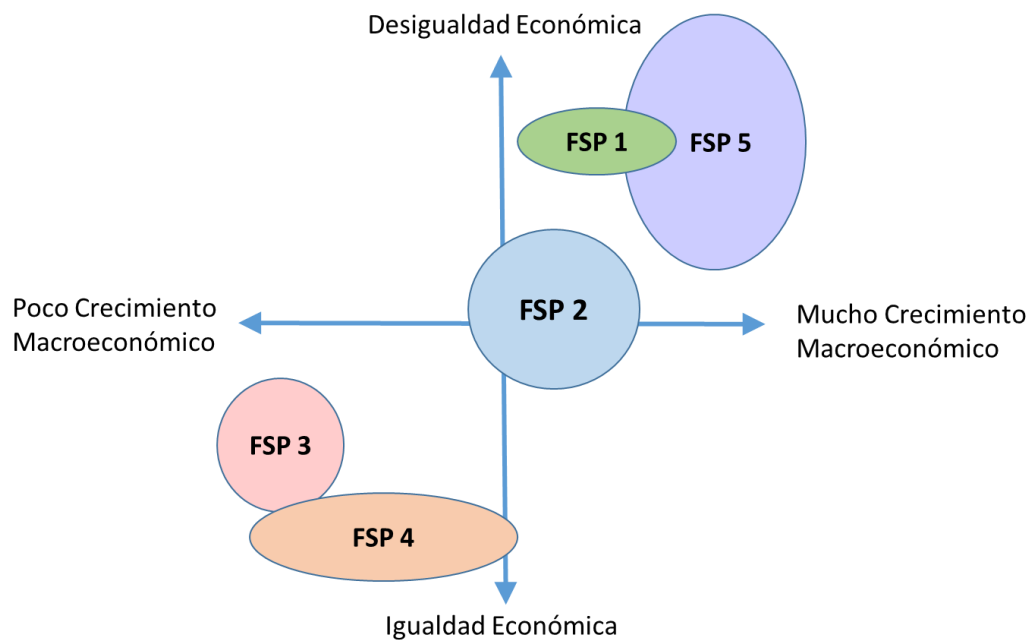 Desigualdad Económica
FSP 1
FSP 5
FSP 2
Poco Crecimiento
Macroeconómico
Mucho Crecimiento
Macroeconómico
FSP 3
FSP 4
Igualdad Económica